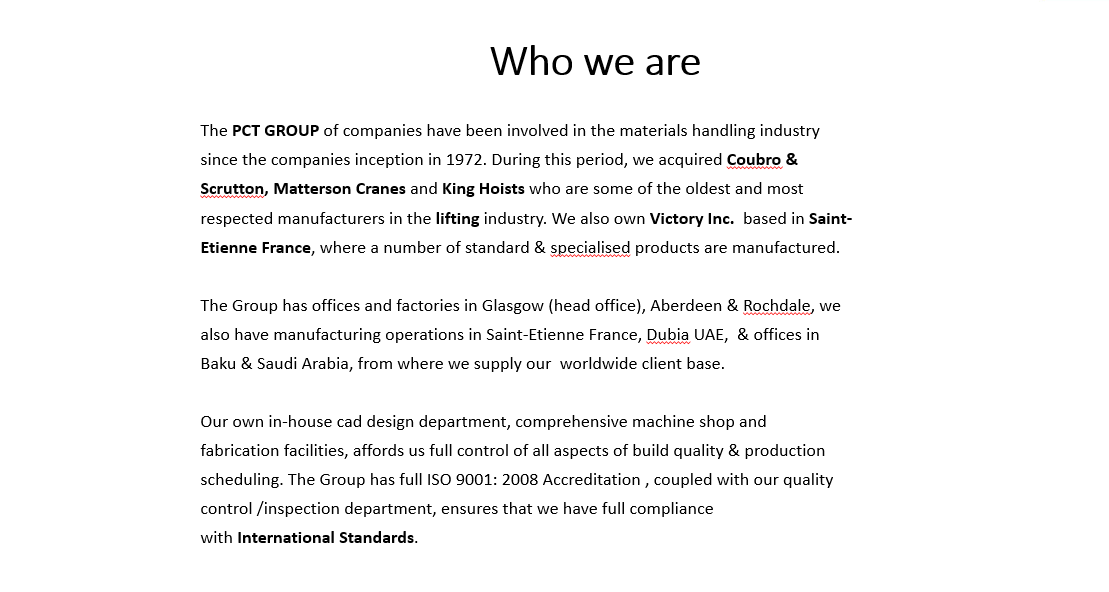 Who we are
The PCT GROUP of companies have been involved in the materials handling industry
since the companies inception in 1972. During this period, we acquired Coubro &
Scrutton, Matterson Cranes and King Hoists who are some of the oldest and most
respected manufacturers in the lifting industry. We also own Victory Inc.  based in Saint-
Etienne France, where a number of standard & specialised products are manufactured.
The Group has offices and factories in Glasgow (head office), Aberdeen & Rochdale, we
also have manufacturing operations in Saint-Etienne France, Dubia UAE,  & offices in
Baku & Saudi Arabia, from where we supply our  worldwide client base.
Our own in-house cad design department, comprehensive machine shop and
fabrication facilities, affords us full control of all aspects of build quality & production
scheduling. The Group has full ISO 9001: 2008 Accreditation , coupled with our quality
control /inspection department, ensures that we have full compliance
with International Standards.